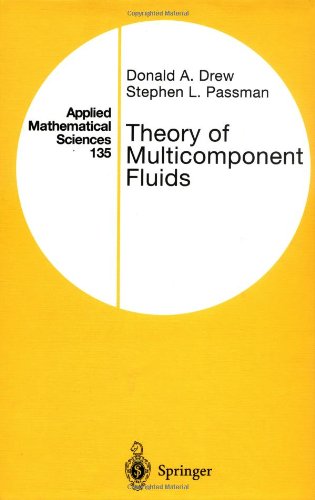 Donald A. Drew
Stephen L. Passman
Applied
Mathematical
Sciences
135
Theory of
Multicomponent
Fluids
Springer